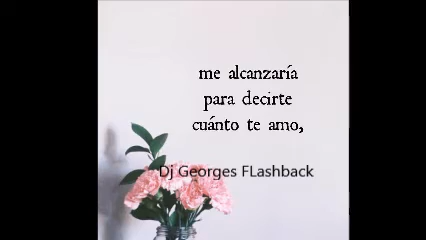 me alcanzaría
para decirte
cuánto te amo,
Dj Georges FLashback